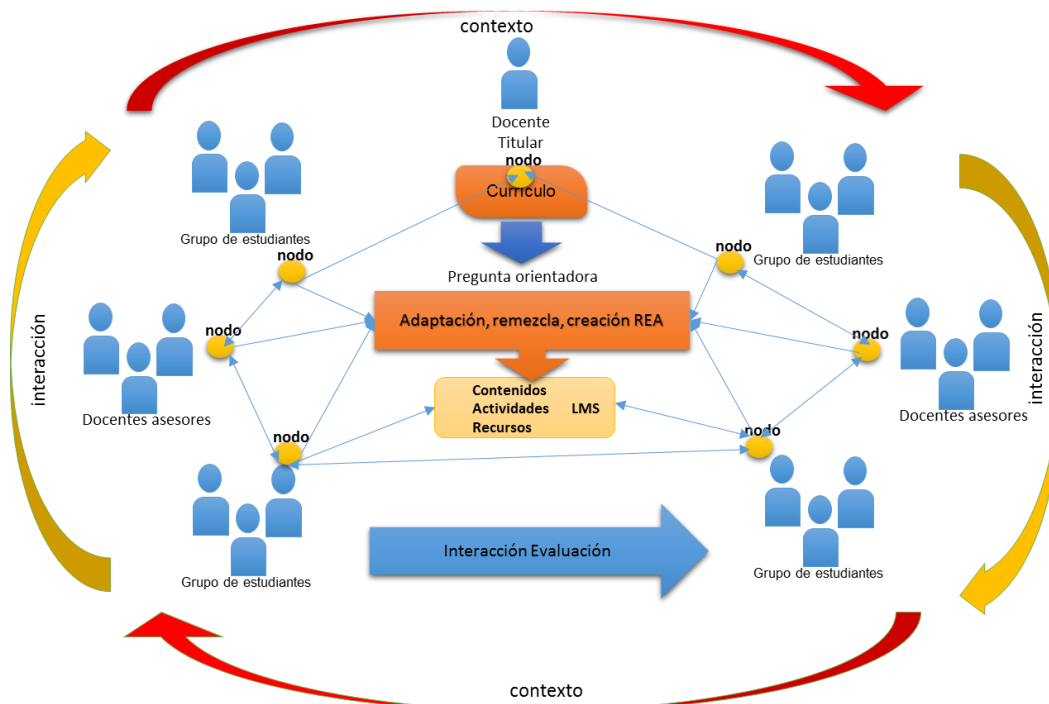 contexto
Docente
Titular
nodo
Currículo
Grupo de estudiantes
Grupo de estudiantes
nodo
nodo
Pregunta orientadora
interacción
nodo
Adaptación, remezcla, creación REA
nodo
interacción
Docentes asesores
Contenidos
Actividades LMS
Recursos
Docentes asesores
nodo
nodo
Interacción Evaluación
Grupo de estudiantes
Grupo de estudiantes
contexto